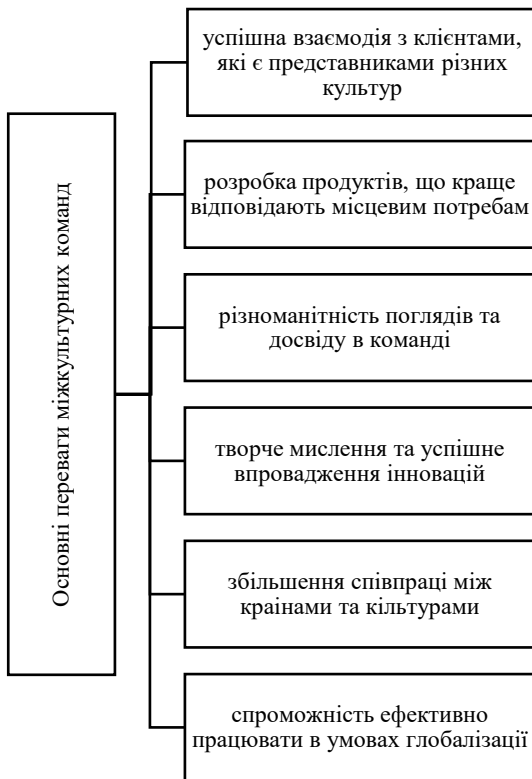 Основні переваги міжкультурних команд
успішна взаємодія з клієнтами,
які є представниками різних
культур
розробка продуктів, що краще
відповідають місцевим потребам
різноманітність поглядів та
досвіду в команді
творче мислення та успішне
впровадження інновацій
збільшення співпраці між
країнами та кільтурами
спроможність ефективно
працювати в умовах глобалізації